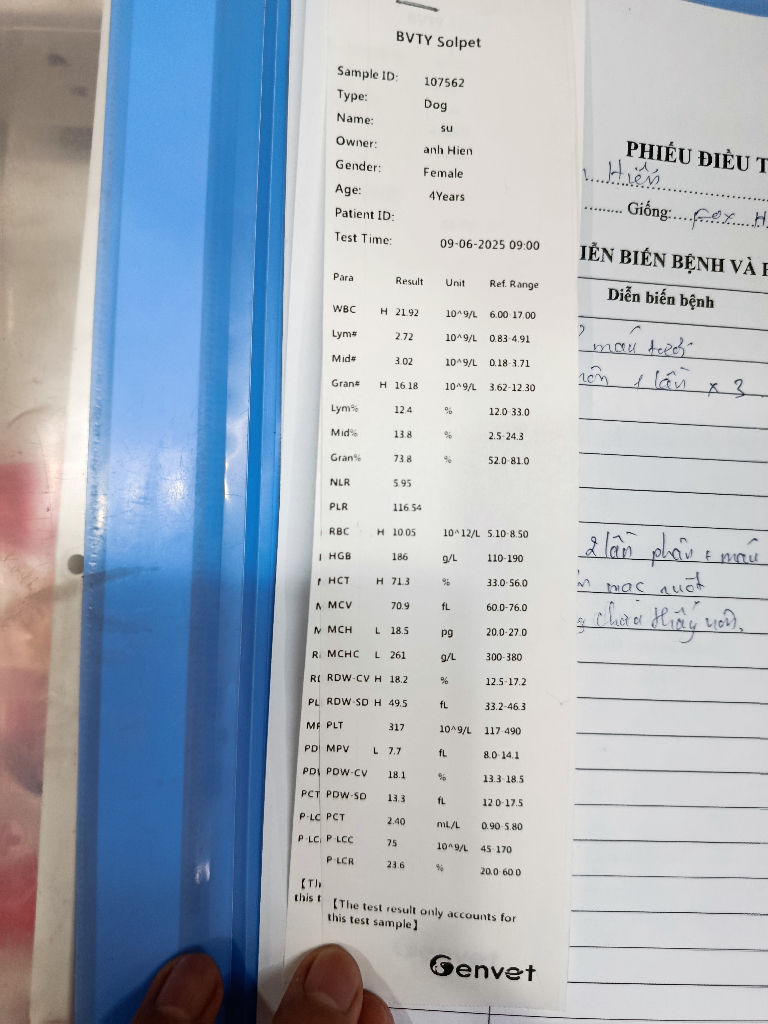 BVTY Solpet
Sample ID: 107562
Type: Dog
Name: su
Owner: anh Hien
Gender: Female
Age: 4Years
Patient ID:
Test Time: 09-06-2025 09:00
Para Result Unit Ref. Range
WBC H 21.92 10^9/L 6.00-17.00
Lym# 2.72 10^9/L 0.83-4.91
Mid# 3.02 10^9/L 0.18-3.71
Gran# H 16.18 10^9/L 3.62-12.30
Lym% 12.4 % 12.0-33.0
Mid% 13.8 % 2.5-24.3
Gran% 73.8 % 52.0-81.0
NLR 5.95
PLR 116.54
RBC H 10.05 10^12/L 5.10-8.50
HGB 186 g/L 110-190
HCT H 71.3 % 33.0-56.0
MCV 70.9 fL 60.0-76.0
MCH L 18.5 pg 20.0-27.0
MCHC L 261 g/L 300-380
RDW-CV H 18.2 % 12.5-17.2
RDW-SD H 49.5 fL 33.2-46.3
PLT 317 10^9/L 117-490
MPV L 7.7 fL 8.0-14.1
PDW-CV 18.1 % 13.3-18.5
PDW-SD 13.3 fL 12.0-17.5
PCT 2.40 mL/L 0.90-5.80
P-LCC 75 10^9/L 45-170
P-LCR 23.6 % 20.0-60.0
【The test result only accounts for
this test sample】
Genvet
PHIẾU ĐIỀU T
Hiến
Giống: Fox H
IỄN BIẾN BỆNH VÀ
Diễn biến bệnh
máu tươi
1 lần x 3
2 lần phân + máu
chưa thấy nôn.